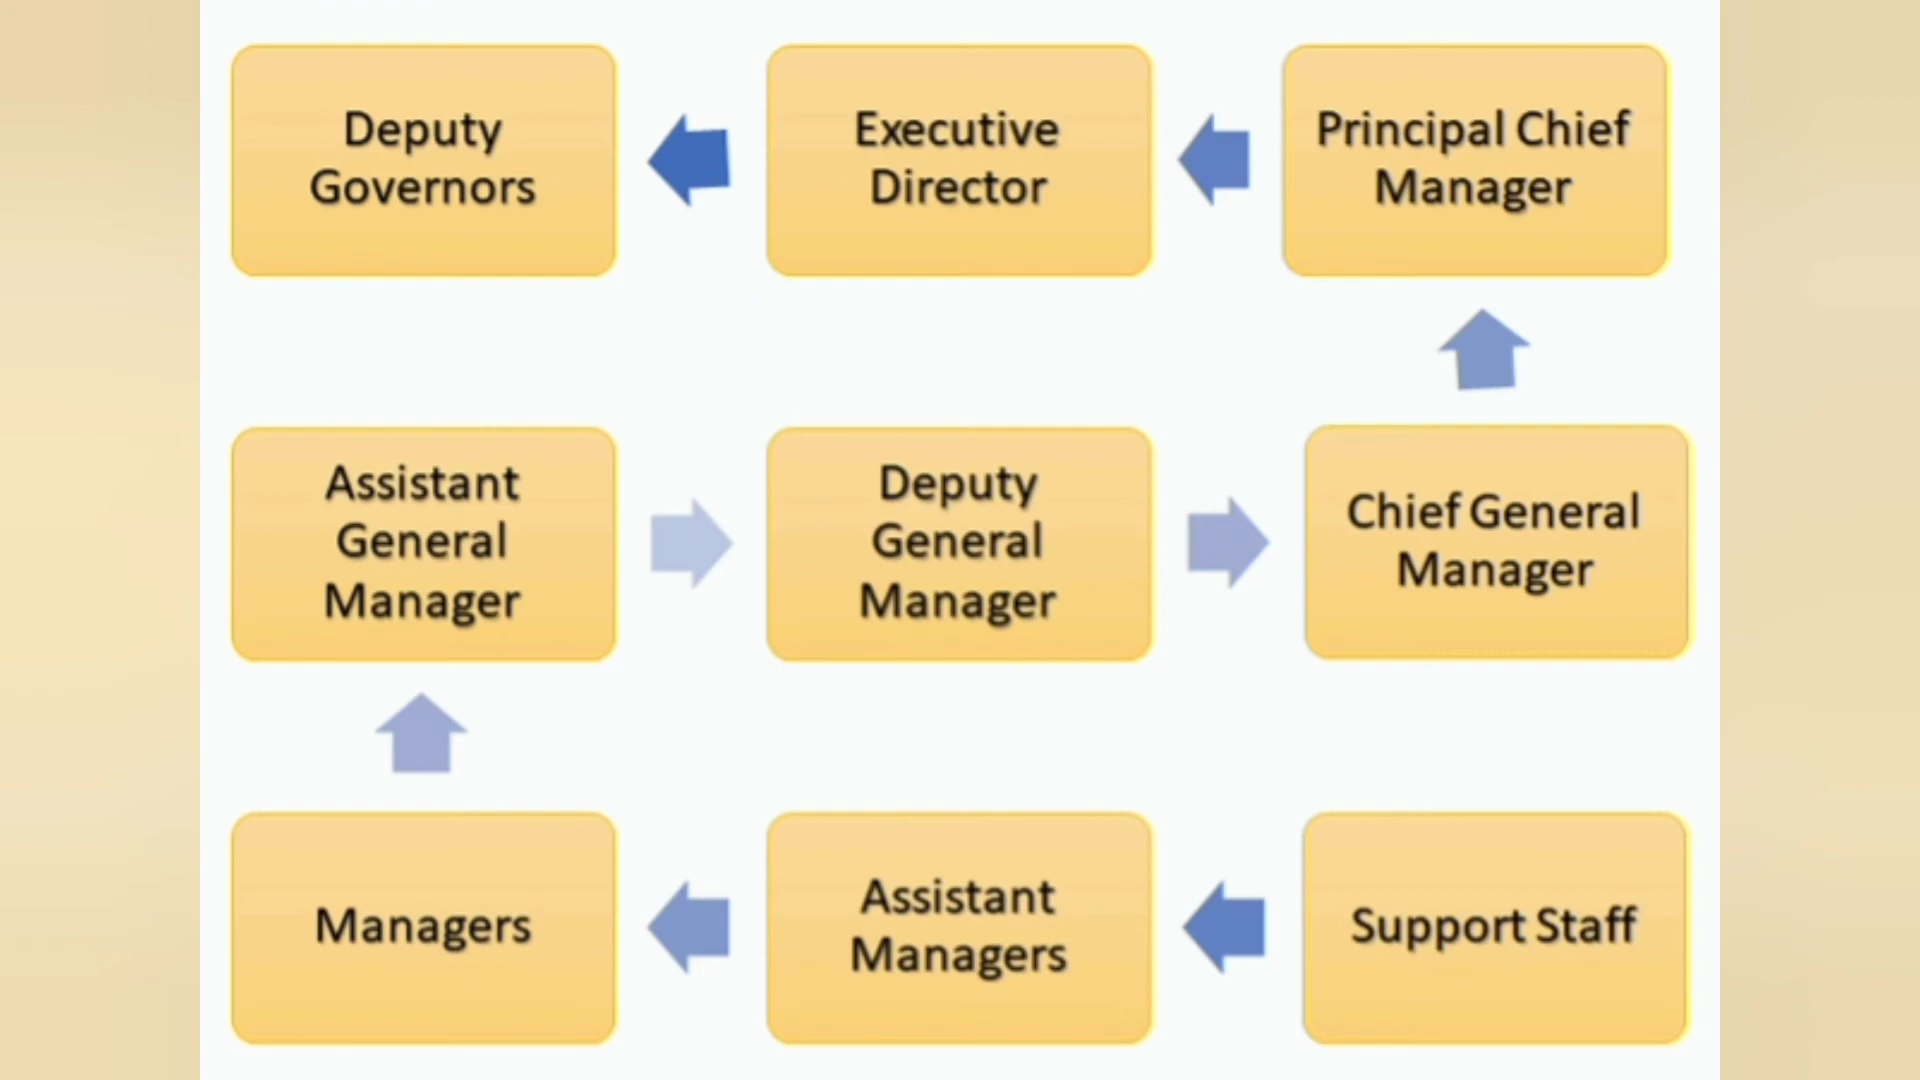 Deputy
Governors
Executive
Director
Principal Chief
Manager
Assistant
General
Manager
Deputy
General
Manager
Chief General
Manager
Managers
Assistant
Managers
Support Staff